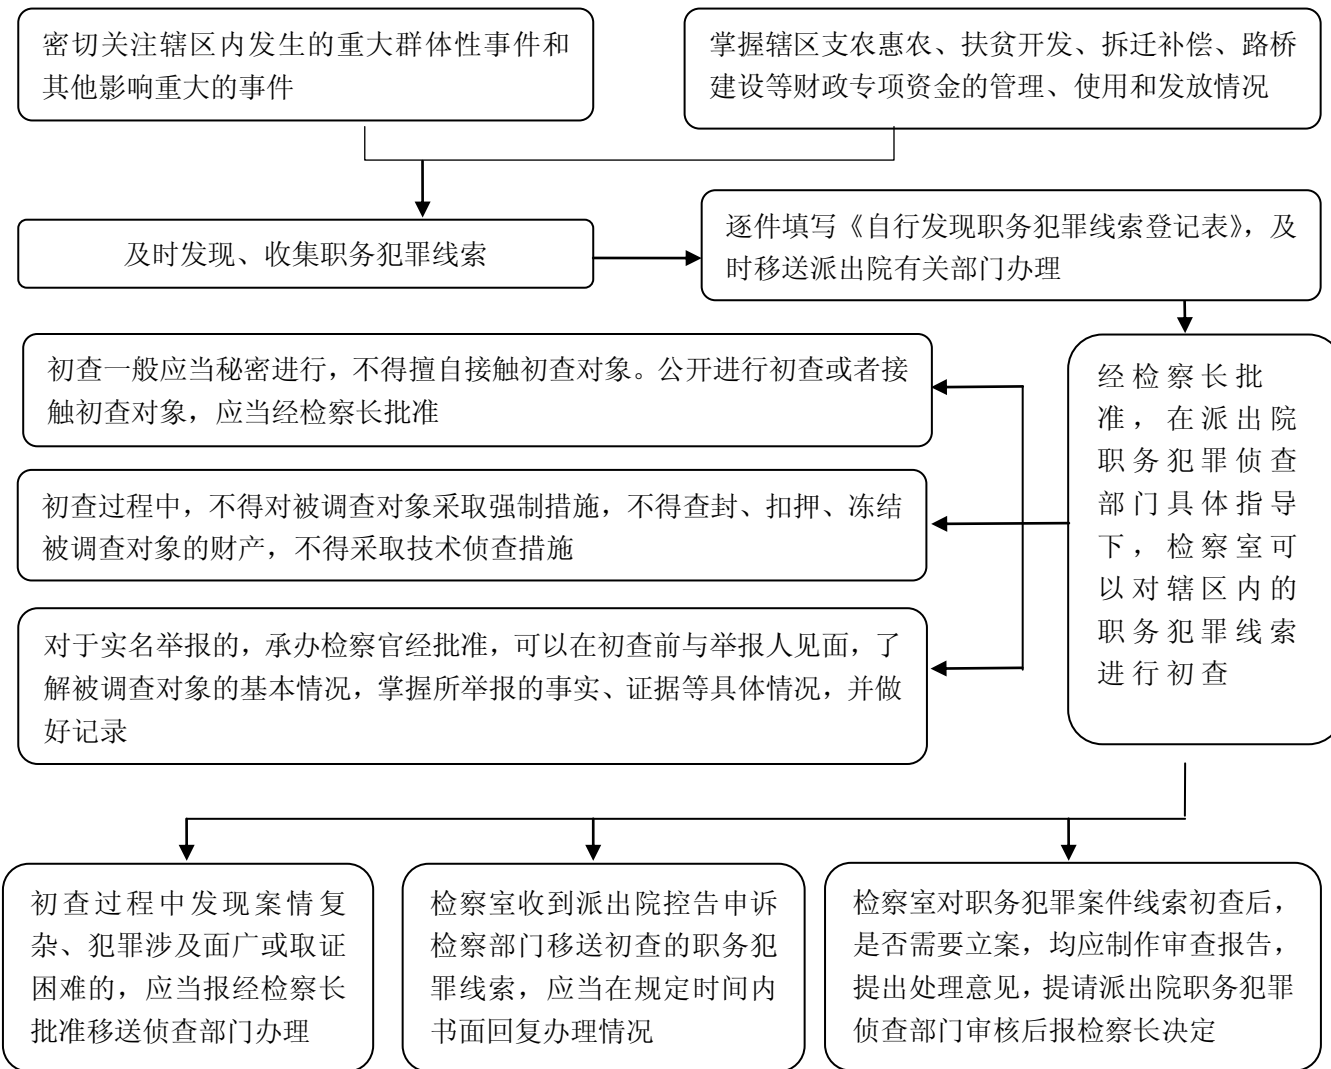 密切关注辖区内发生的重大群体性事件和
其他影响重大的事件
掌握辖区支农惠农、扶贫开发、拆迁补偿、路桥
建设等财政专项资金的管理、使用和发放情况
及时发现、收集职务犯罪线索
逐件填写《自行发现职务犯罪线索登记表》，及
时移送派出院有关部门办理
初查一般应当秘密进行，不得擅自接触初查对象。公开进行初查或者接
触初查对象，应当经检察长批准
初查过程中，不得对被调查对象采取强制措施，不得查封、扣押、冻结
被调查对象的财产，不得采取技术侦查措施
对于实名举报的，承办检察官经批准，可以在初查前与举报人见面，了
解被调查对象的基本情况，掌握所举报的事实、证据等具体情况，并做
好记录
经检察长批
准，在派出院
职务犯罪侦查
部门具体指导
下，检察室可
以对辖区内的
职务犯罪线索
进行初查
初查过程中发现案情复
杂、犯罪涉及面广或取证
困难的，应当报经检察长
批准移送侦查部门办理
检察室收到派出院控告申诉
检察部门移送初查的职务犯
罪线索，应当在规定时间内
书面回复办理情况
检察室对职务犯罪案件线索初查后，
是否需要立案，均应制作审查报告，
提出处理意见，提请派出院职务犯罪
侦查部门审核后报检察长决定